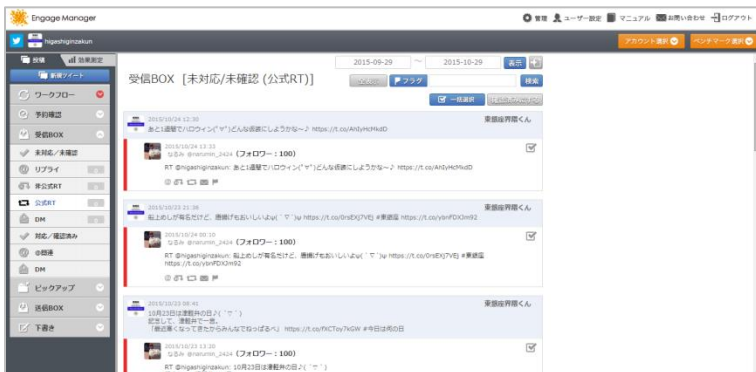 Engage Manager
管理 ユーザー設定 マニュアル お問い合わせ ログアウト
higashiginzakun
アカウント選択 ベンチマーク選択
投稿 効果測定
新規ツイート
ワークフロー
予約確認
受信BOX
未対応/未確認
リプライ
非公式RT
公式RT
DM
対応/確認済み
@関連
DM
ピックアップ
送信BOX
下書き
2015-09-29 ~ 2015-10-29 表示
受信BOX [未対応/未確認 (公式RT)]
フラグ 検索
一括選択
2015/10/24 12:30 東銀座界隈くん
あと1週間でハロウィン(°▽°)どんな仮装にしようかな~♪ https://t.co/AhIyHcMkdD
2015/10/24 13:33
なるみ @narumin_2424 (フォロワー:100)
RT @higashiginzakun: あと1週間でハロウィン(°▽°)どんな仮装にしようかな~♪ https://t.co/AhIyHcMkdD
2015/10/23 21:36 東銀座界隈くん
船上めしが有名だけど、唐揚げもおいしいよψ(´▽`)ψ https://t.co/0rsEXj7VEj #東銀座 https://t.co/ybnFDXJm92
2015/10/24 00:10
なるみ @narumin_2424 (フォロワー:100)
RT @higashiginzakun: 船上めしが有名だけど、唐揚げもおいしいよψ(´▽`)ψ https://t.co/0rsEXj7VEj #東銀座
https://t.co/ybnFDXJm92
2015/10/23 08:41 東銀座界隈くん
10月23日は津軽弁の日♪(´▽`)
記念して、津軽弁で一言。
「最近寒くなってきたからみんなでねっぱるべ」 https://t.co/fXCToy7kGW #今日は何の日
2015/10/23 13:20
なるみ @narumin_2424 (フォロワー:100)
RT @higashiginzakun: 10月23日は津軽弁の日♪(´▽`)